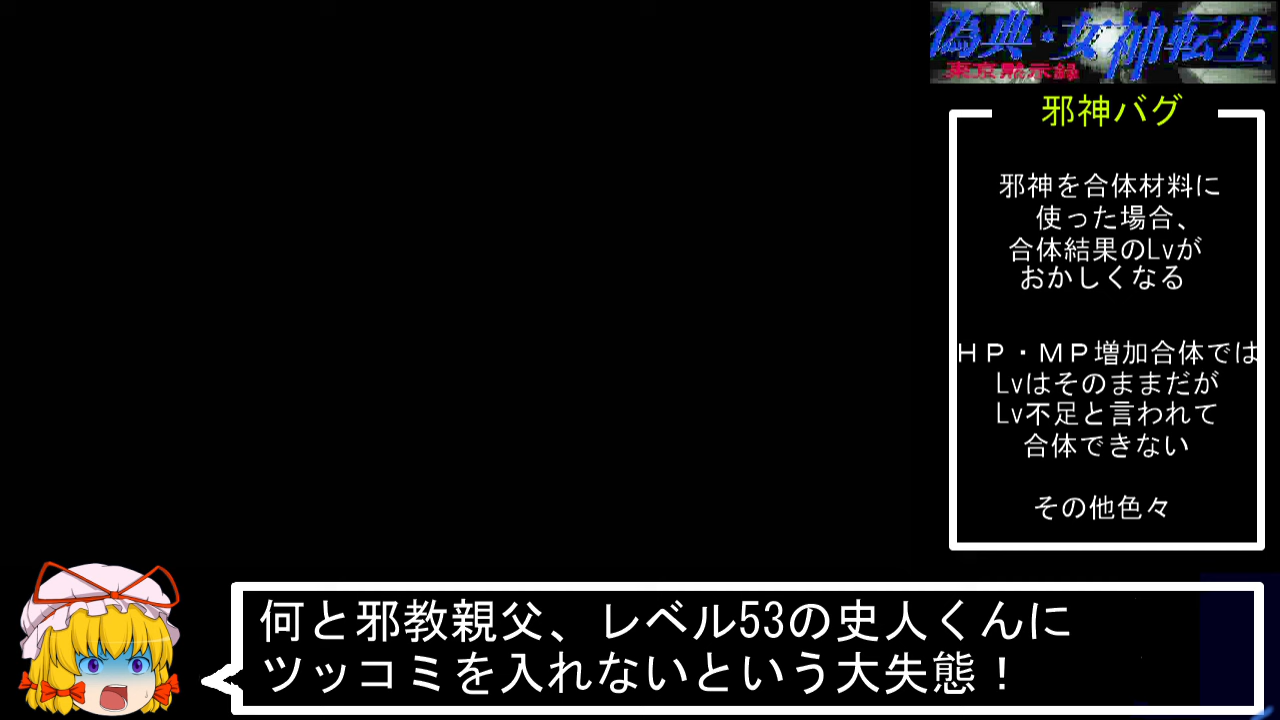 偽典・女神転生
東京黙示録
邪神バグ
邪神を合体材料に
使った場合、
合体結果のLvが
おかしくなる
ＨＰ・ＭＰ増加合体では
Lvはそのままだが
Lv不足と言われて
合体できない
その他色々
何と邪教親父、レベル53の史人くんに
ツッコミを入れないという大失態！